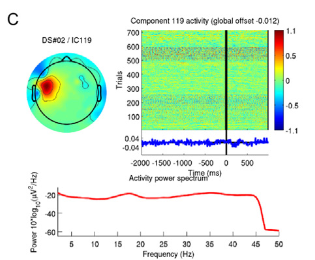 C
DS#02 / IC119
Component 119 activity (global offset -0.012)
Trials
700
600
500
400
300
200
100
1.1
0.5
0
-0.5
-1.1
0.04
-0.04
-2000 -1500 -1000 -500 0 500
Time (ms)
Activity power spectrum
Power 10*log10(μV2/Hz)
-20
-40
-60
5 10 15 20 25 30 35 40 45 50
Frequency (Hz)